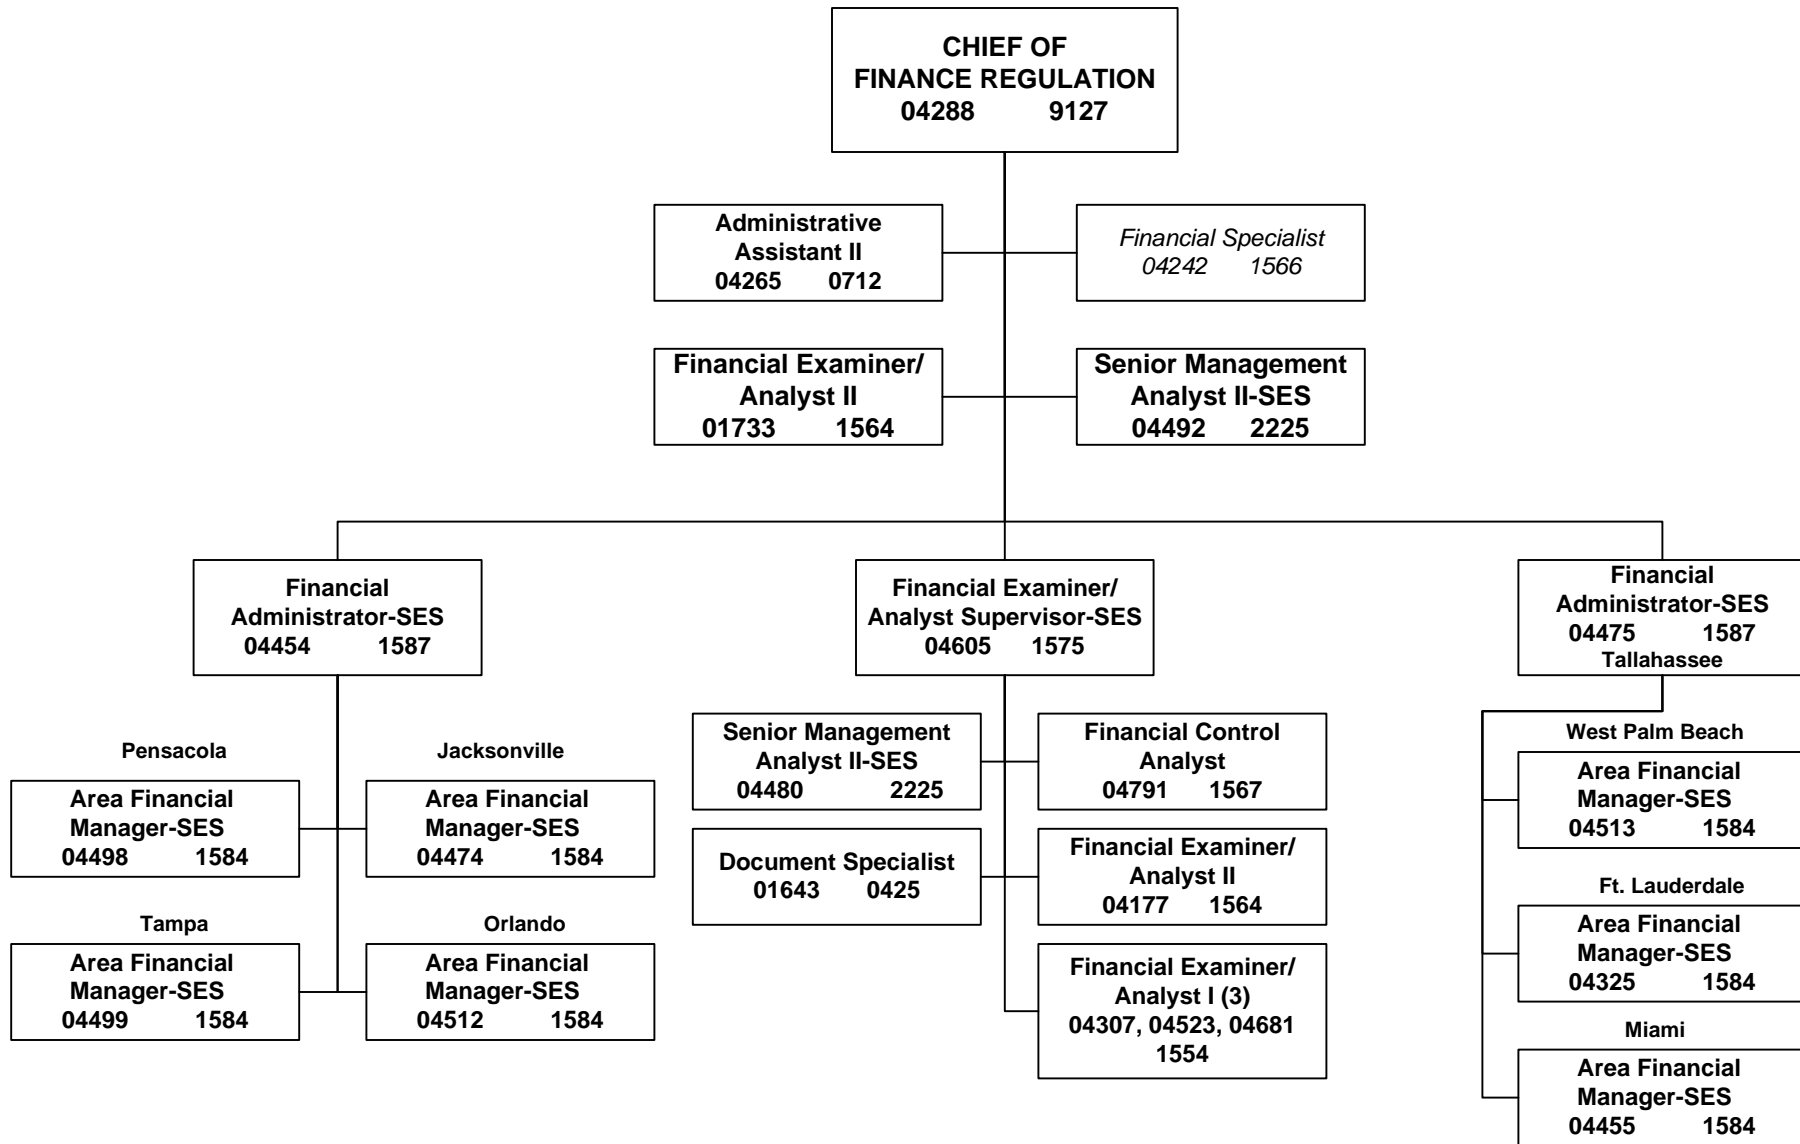 CHIEF OF
FINANCE REGULATION
04288 9127
Administrative
Assistant II
04265 0712
Financial Specialist
04242 1566
Financial Examiner/
Analyst II
01733 1564
Senior Management
Analyst II-SES
04492 2225
Financial
Administrator-SES
04454 1587
Pensacola
Area Financial
Manager-SES
04498 1584
Jacksonville
Area Financial
Manager-SES
04474 1584
Tampa
Area Financial
Manager-SES
04499 1584
Orlando
Area Financial
Manager-SES
04512 1584
Financial Examiner/
Analyst Supervisor-SES
04605 1575
Senior Management
Analyst II-SES
04480 2225
Financial Control
Analyst
04791 1567
Document Specialist
01643 0425
Financial Examiner/
Analyst II
04177 1564
Financial Examiner/
Analyst I (3)
04307, 04523, 04681
1554
Financial
Administrator-SES
04475 1587
Tallahassee
West Palm Beach
Area Financial
Manager-SES
04513 1584
Ft. Lauderdale
Area Financial
Manager-SES
04325 1584
Miami
Area Financial
Manager-SES
04455 1584